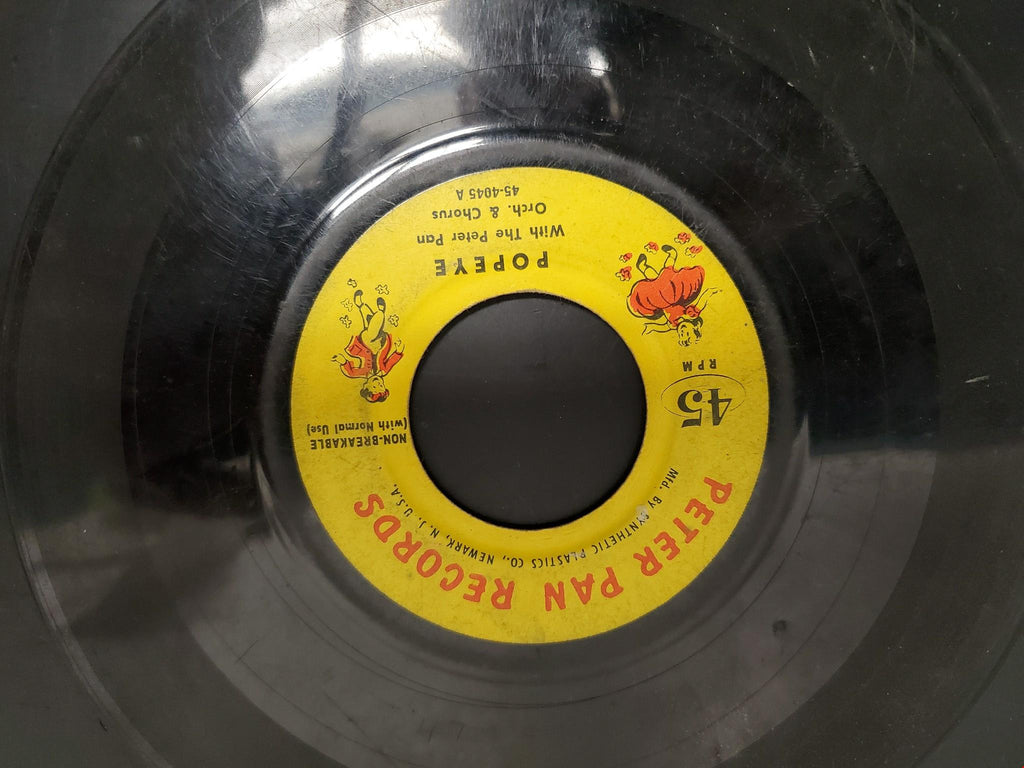 PETER PAN RECORDS
Mfd. BY SYNTHETIC PLASTICS CO., NEWARK, N. J., U.S.A.
45
RPM
NON-BREAKABLE
(with Normal Use)
POPEYE
With The Peter Pan
Orch. & Chorus
45-4045 A